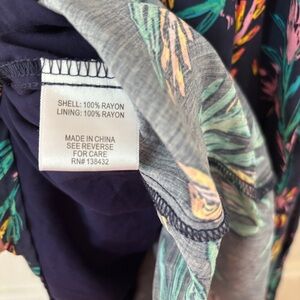 SHELL: 100% RAYON
LINING: 100% RAYON
MADE IN CHINA
SEE REVERSE
FOR CARE
RN# 138432